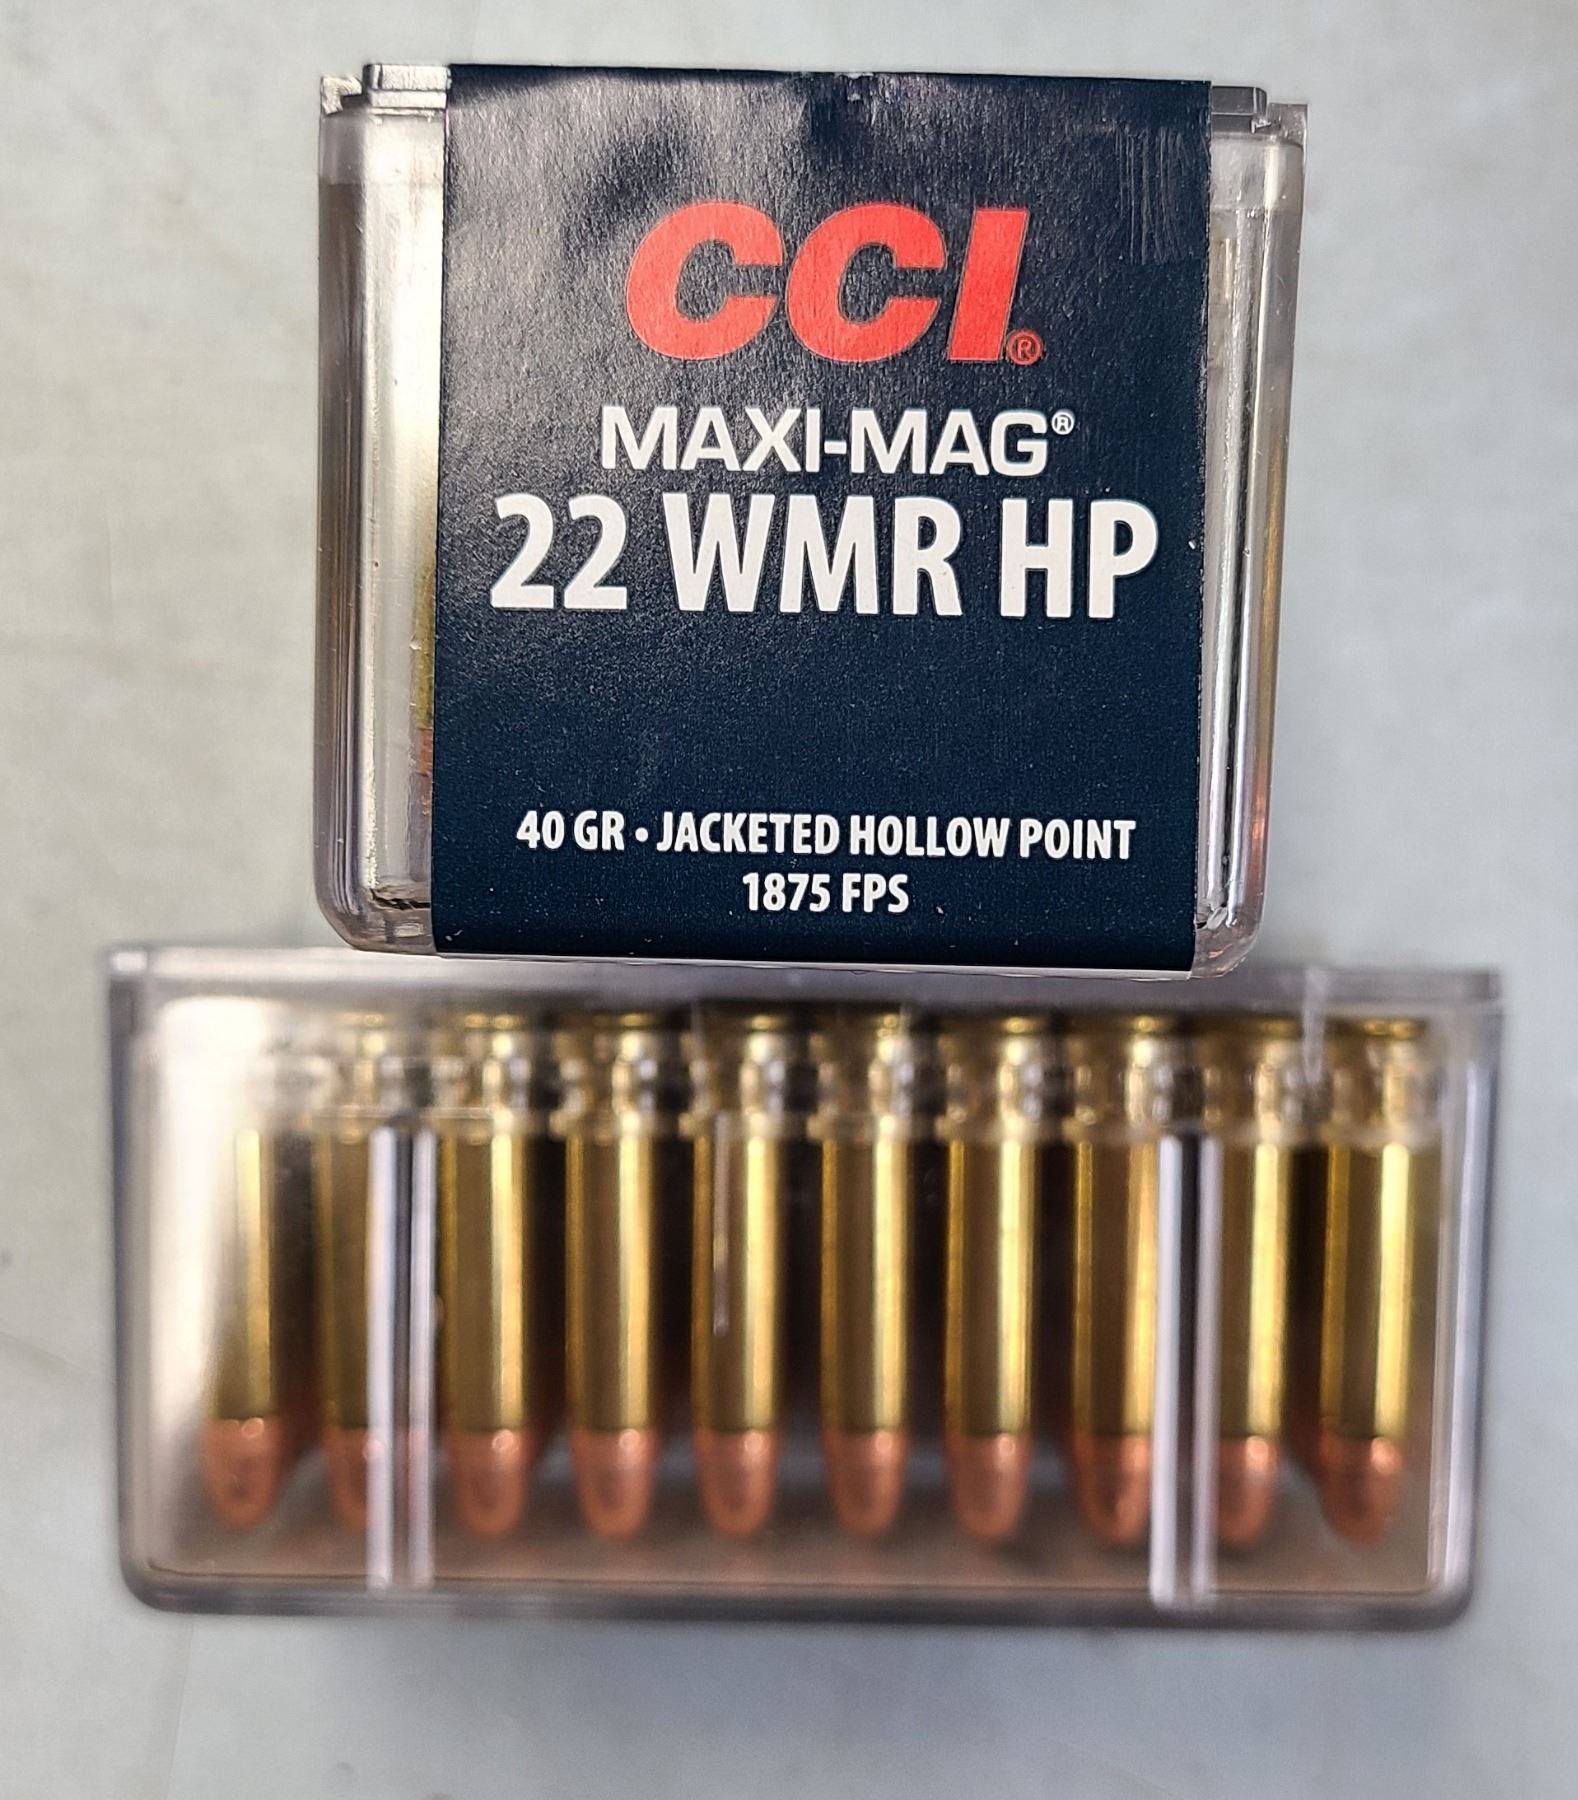 CCI®
MAXI-MAG®
22 WMR HP
40 GR • JACKETED HOLLOW POINT
1875 FPS